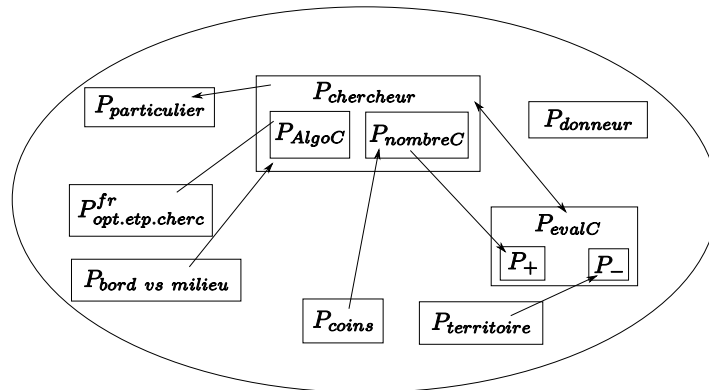 P_chercheur
P_particulier
P_donneur
P_AlgoC
P_nombreC
P^fr_opt.etp.cherc
P_evalC
P_+
P_−
P_bord vs milieu
P_coins
P_territoire